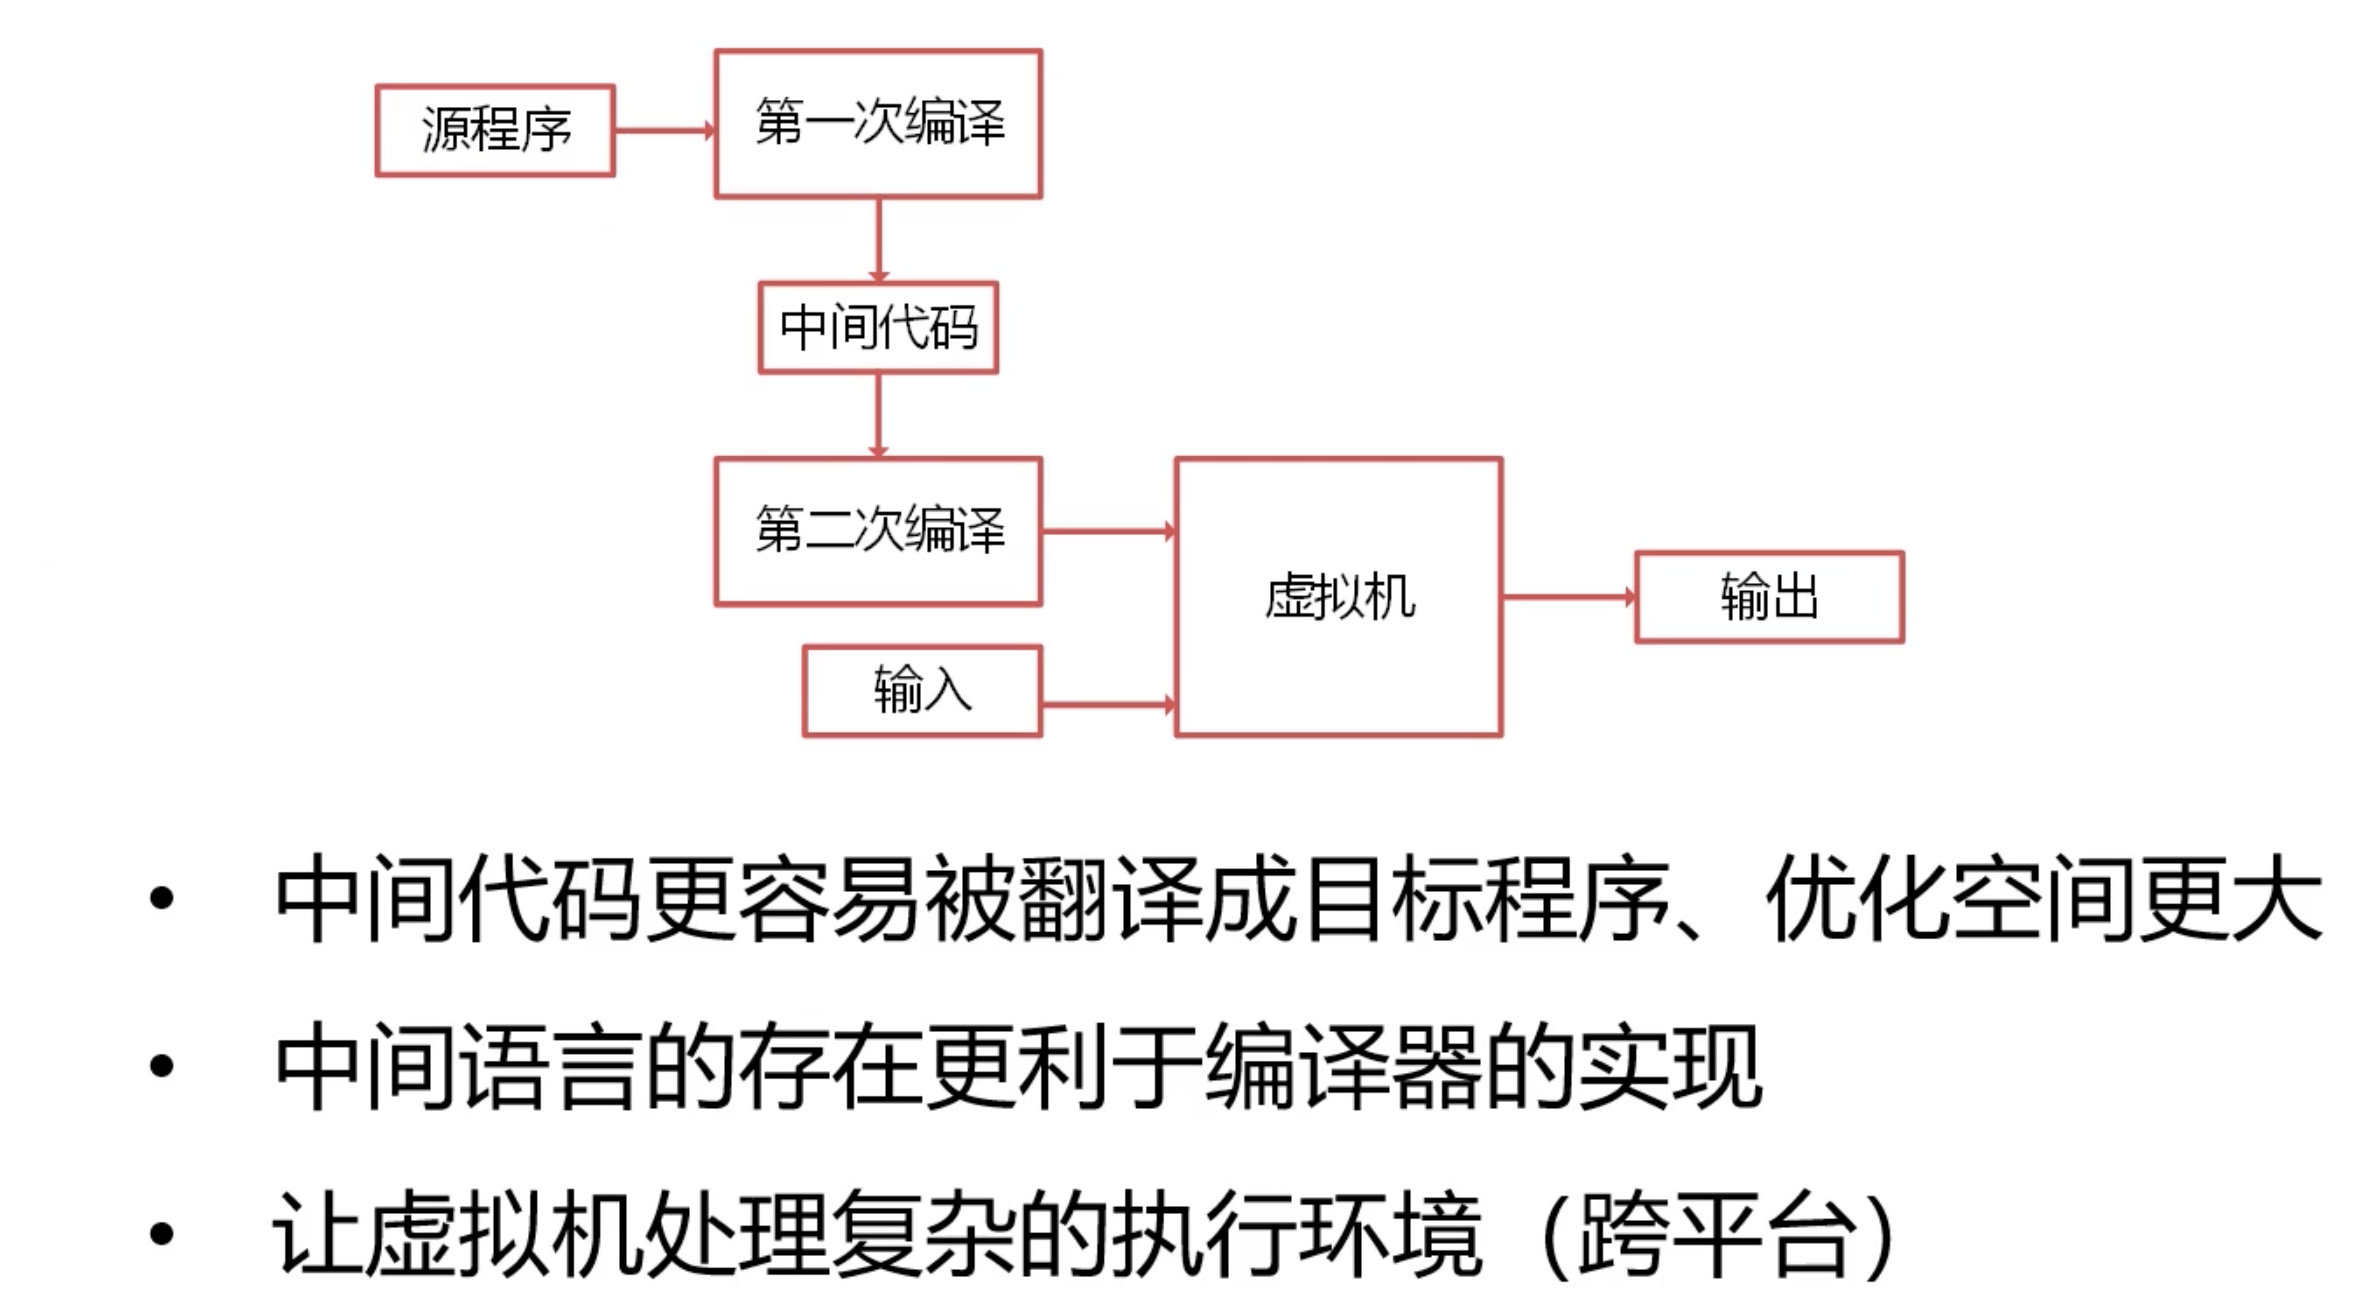 源程序
第一次编译
中间代码
第二次编译
虚拟机
输出
输入
• 中间代码更容易被翻译成目标程序、优化空间更大
• 中间语言的存在更利于编译器的实现
• 让虚拟机处理复杂的执行环境（跨平台）